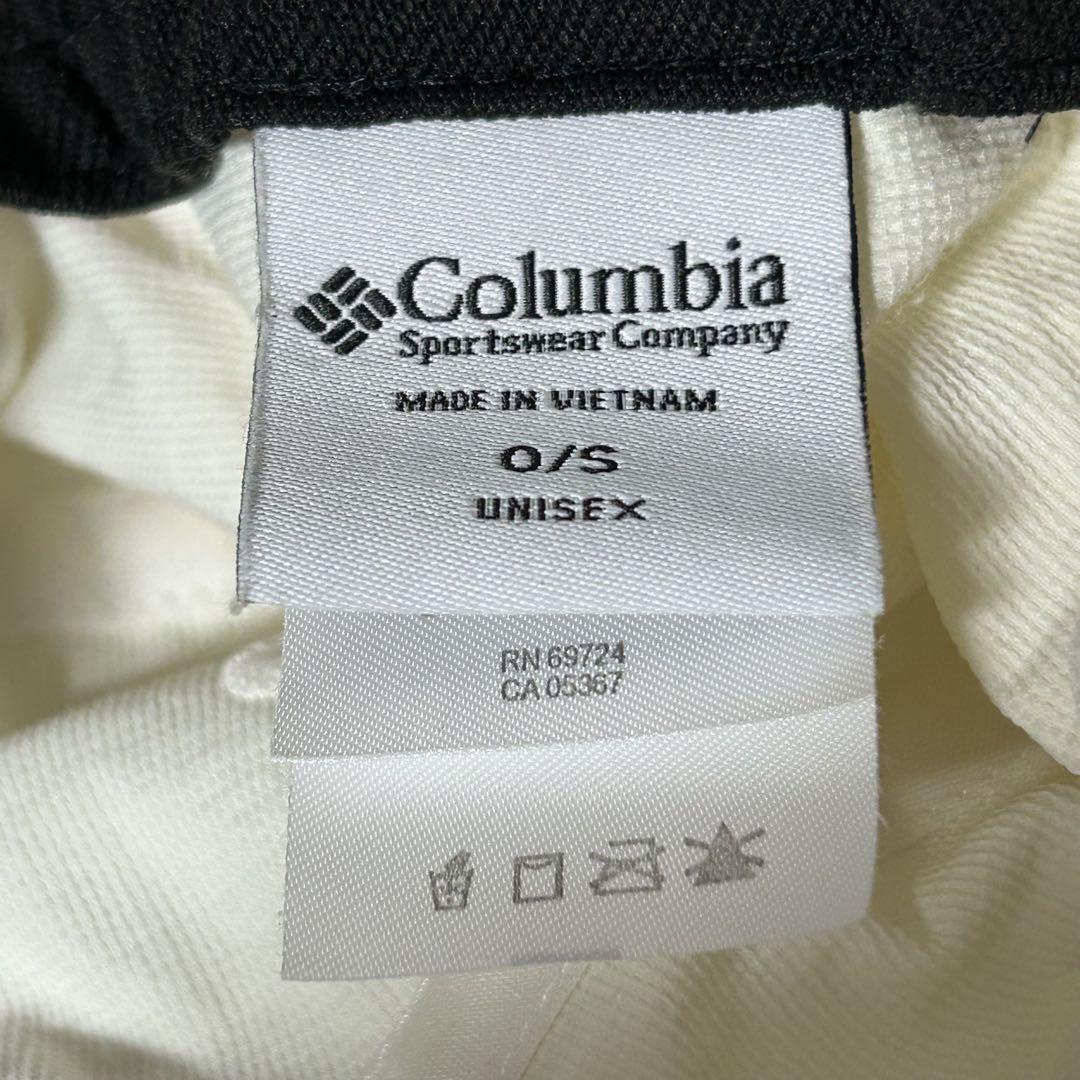 Columbia
Sportswear Company
MADE IN VIETNAM
O/S
UNISEX
RN 69724
CA 05367